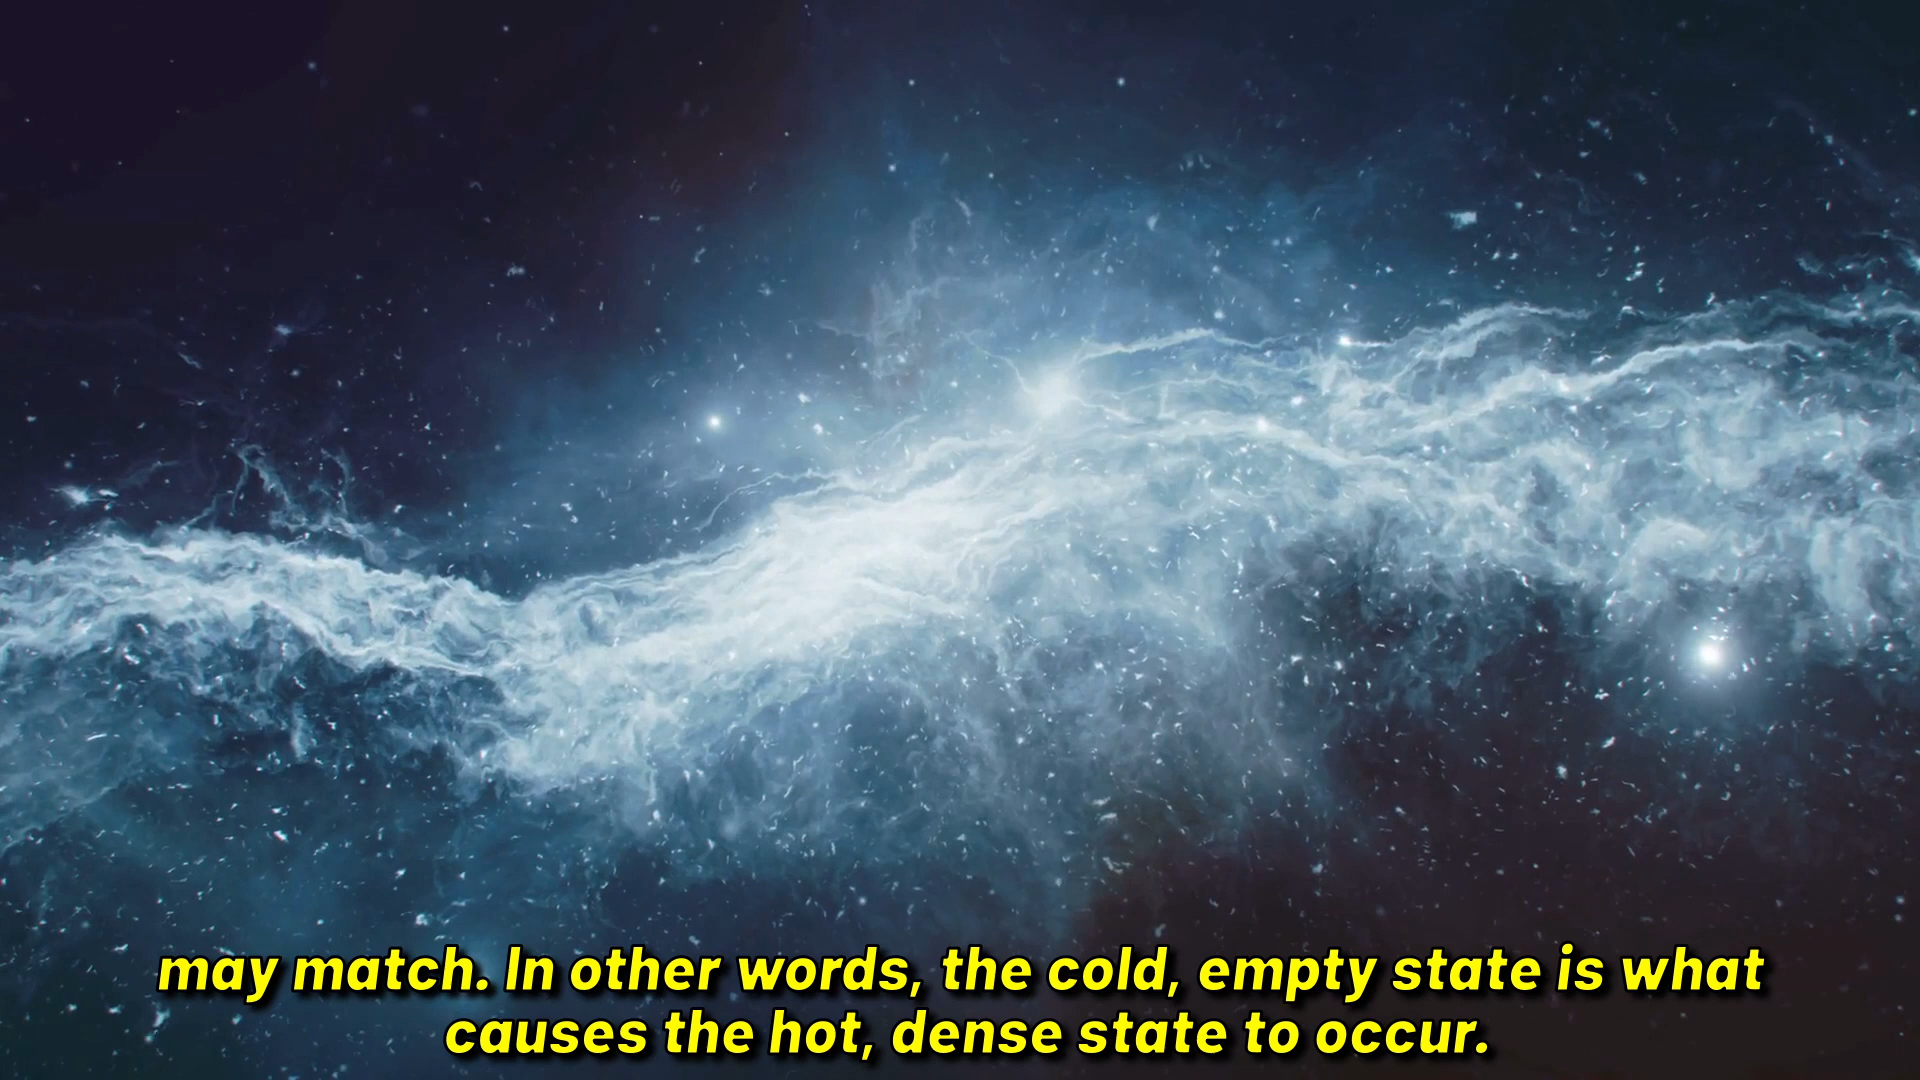 may match. In other words, the cold, empty state is what
causes the hot, dense state to occur.